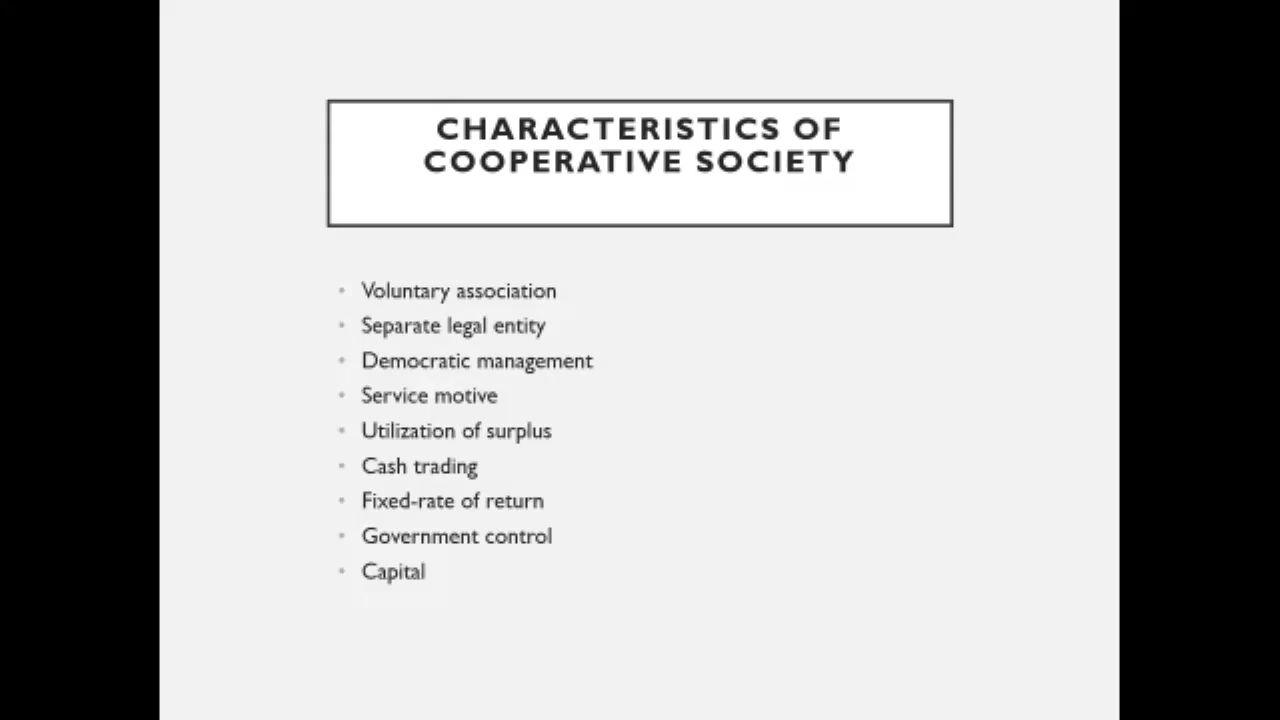 CHARACTERISTICS OF
COOPERATIVE SOCIETY
• Voluntary association
• Separate legal entity
• Democratic management
• Service motive
• Utilization of surplus
• Cash trading
• Fixed-rate of return
• Government control
• Capital